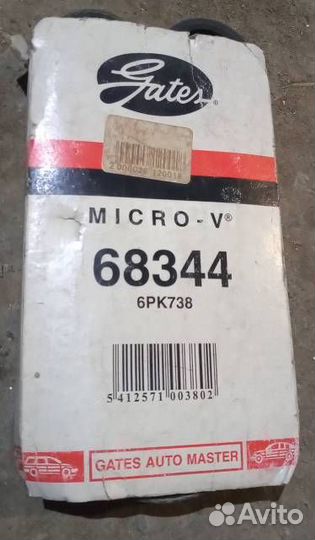 Gates®
MICRO-V®
68344
6PK738
5 412571 003802
GATES AUTO MASTER
Avito